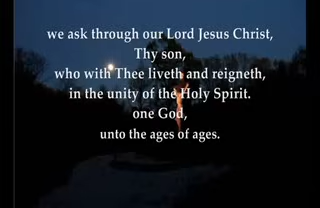 we ask through our Lord Jesus Christ,
Thy son,
who with Thee liveth and reigneth,
in the unity of the Holy Spirit.
one God,
unto the ages of ages.